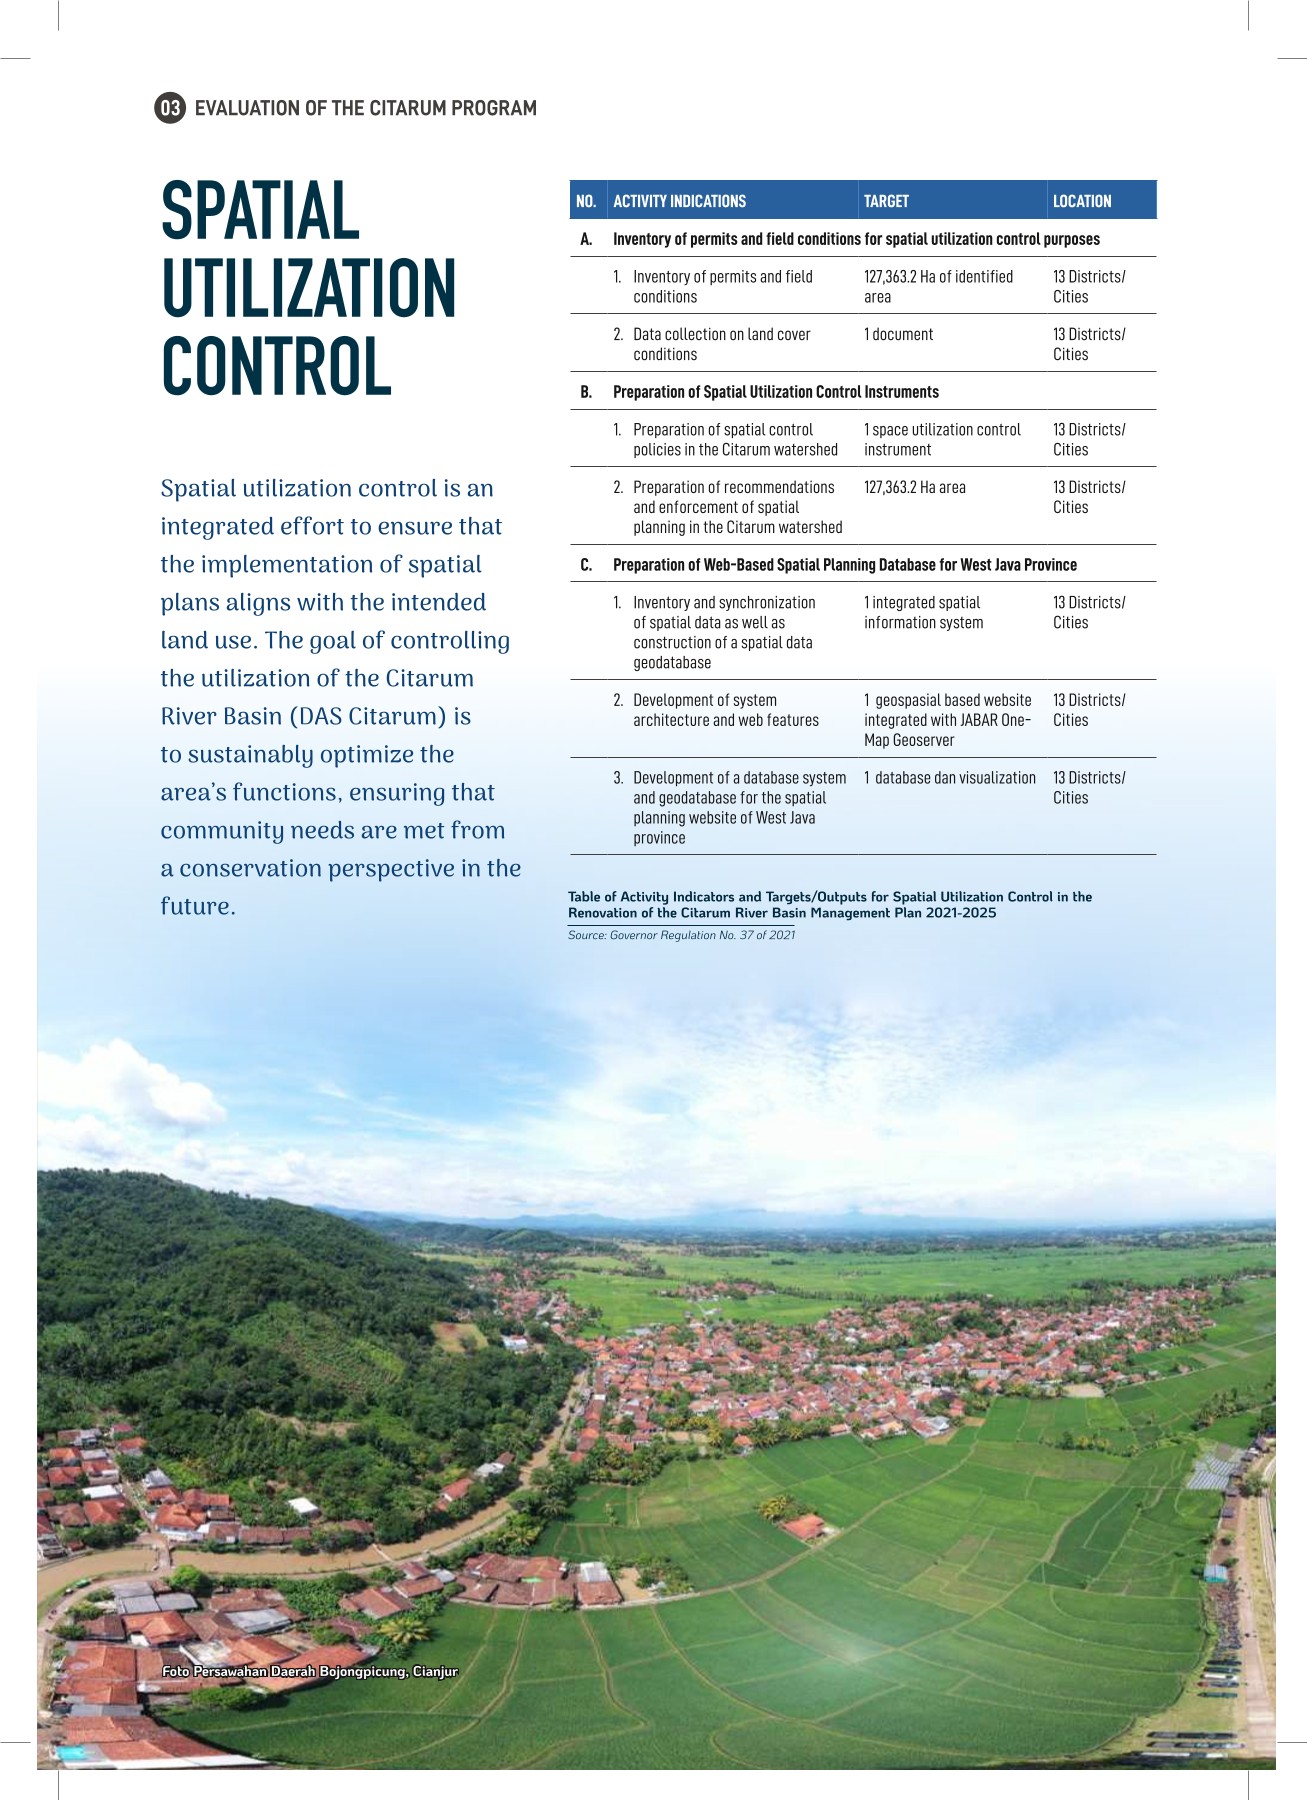 03 EVALUATION OF THE CITARUM PROGRAM
SPATIAL
UTILIZATION
CONTROL
Spatial utilization control is an
integrated effort to ensure that
the implementation of spatial
plans aligns with the intended
land use. The goal of controlling
the utilization of the Citarum
River Basin (DAS Citarum) is
to sustainably optimize the
area's functions, ensuring that
community needs are met from
a conservation perspective in the
future.
NO. ACTIVITY INDICATIONS TARGET LOCATION
A. Inventory of permits and field conditions for spatial utilization control purposes
1. Inventory of permits and field 127,363.2 Ha of identified 13 Districts/
conditions area Cities
2. Data collection on land cover 1 document 13 Districts/
conditions Cities
B. Preparation of Spatial Utilization Control Instruments
1. Preparation of spatial control 1 space utilization control 13 Districts/
policies in the Citarum watershed instrument Cities
2. Preparation of recommendations 127,363.2 Ha area 13 Districts/
and enforcement of spatial Cities
planning in the Citarum watershed
C. Preparation of Web-Based Spatial Planning Database for West Java Province
1. Inventory and synchronization 1 integrated spatial 13 Districts/
of spatial data as well as information system Cities
construction of a spatial data
geodatabase
2. Development of system 1 geospasial based website 13 Districts/
architecture and web features integrated with JABAR One- Cities
Map Geoserver
3. Development of a database system 1 database dan visualization 13 Districts/
and geodatabase for the spatial Cities
planning website of West Java
province
Table of Activity Indicators and Targets/Outputs for Spatial Utilization Control in the
Renovation of the Citarum River Basin Management Plan 2021-2025
Source: Governor Regulation No. 37 of 2021
Foto Persawahan Daerah Bojongpicung, Cianjur